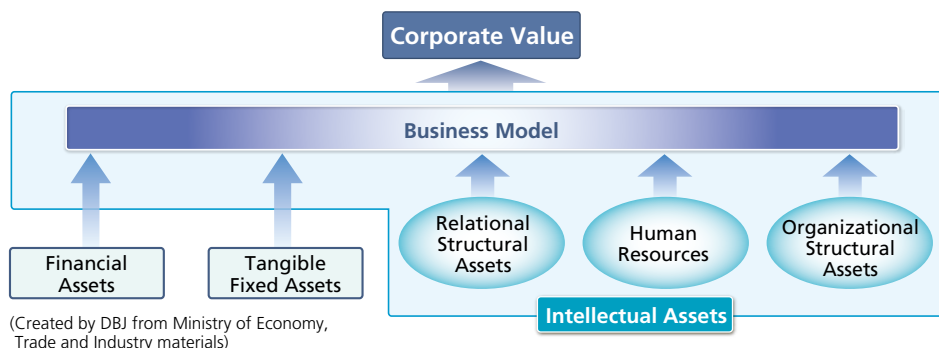 Corporate Value
Business Model
Financial
Assets
Tangible
Fixed Assets
Relational
Structural
Assets
Human
Resources
Organizational
Structural
Assets
Intellectual Assets
(Created by DBJ from Ministry of Economy,
Trade and Industry materials)